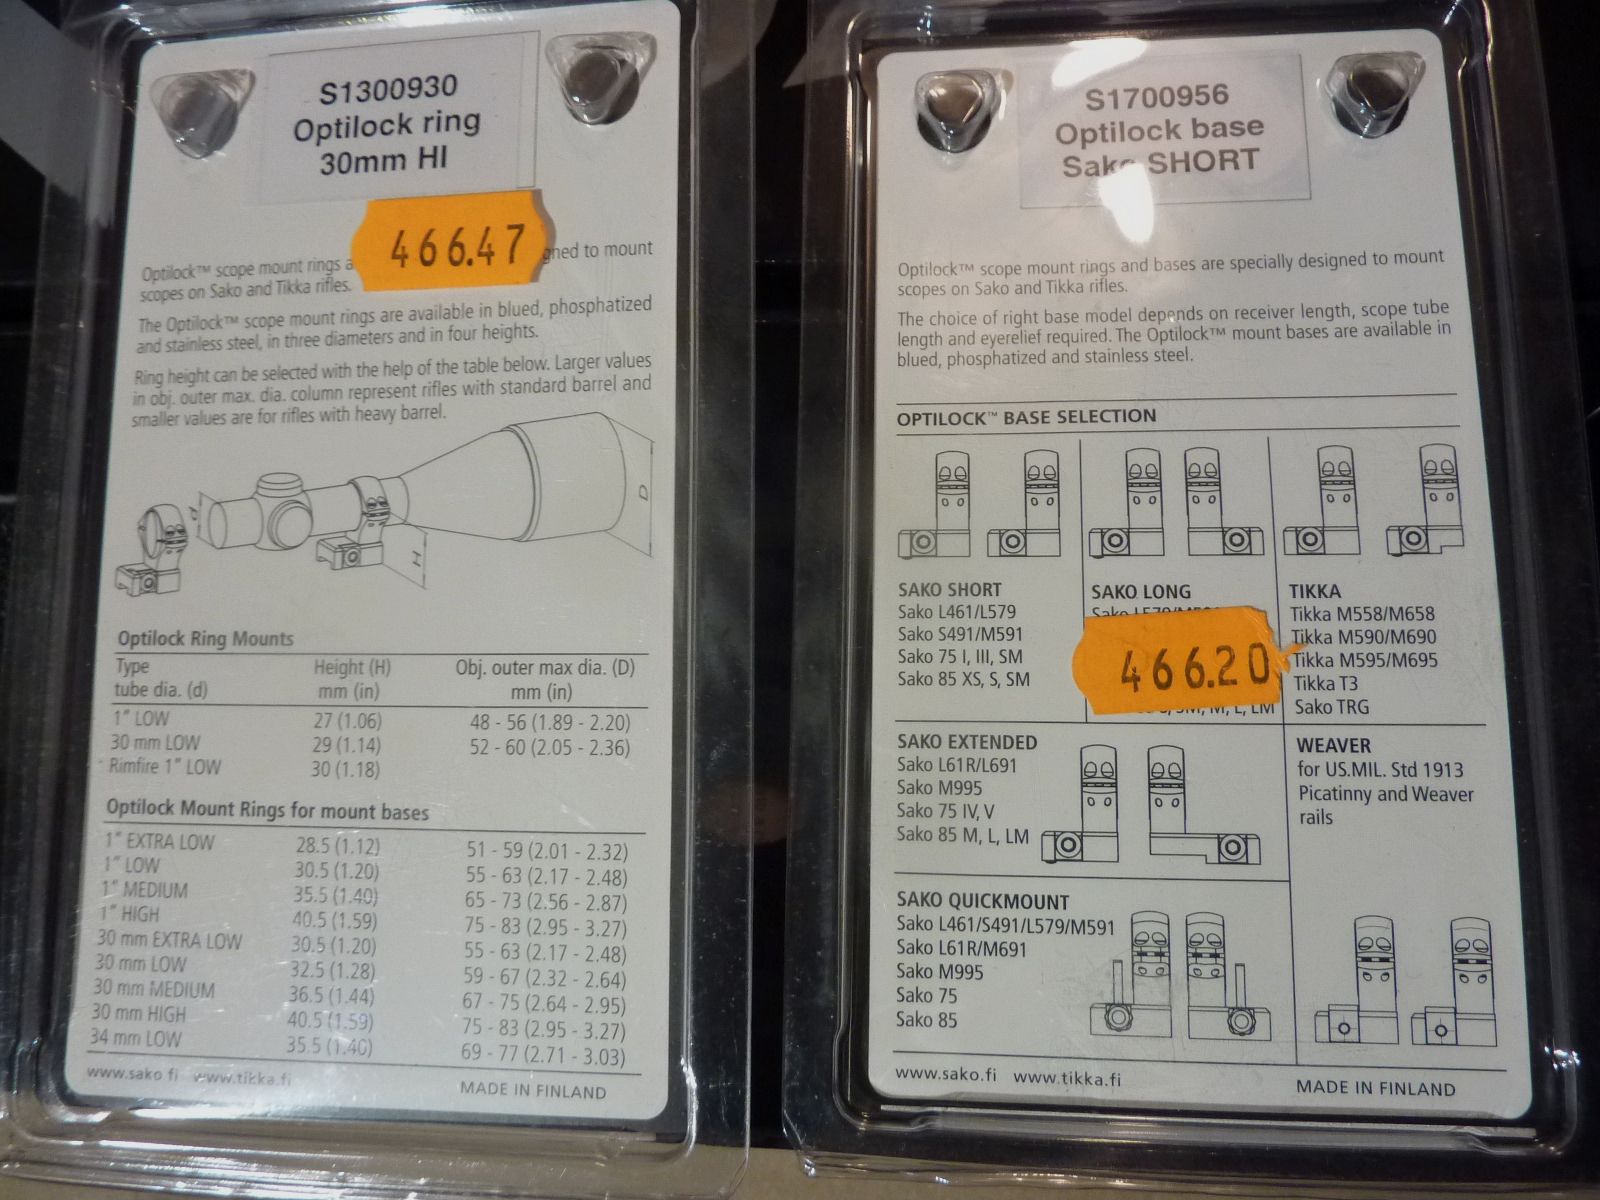 S1300930
Optilock ring
30mm HI
466.47
Optilock™ scope mount rings a gned to mount
scopes on Sako and Tikka rifles.
The Optilock™ scope mount rings are available in blued, phosphatized
and stainless steel, in three diameters and in four heights.
Ring height can be selected with the help of the table below. Larger values
in obj. outer max. dia. column represent rifles with standard barrel and
smaller values are for rifles with heavy barrel.
d
H
D
Optilock Ring Mounts
Type Height (H) Obj. outer max dia. (D)
tube dia. (d) mm (in) mm (in)
1" LOW 27 (1.06) 48 - 56 (1.89 - 2.20)
30 mm LOW 29 (1.14) 52 - 60 (2.05 - 2.36)
Rimfire 1" LOW 30 (1.18)
Optilock Mount Rings for mount bases
1" EXTRA LOW 28.5 (1.12) 51 - 59 (2.01 - 2.32)
1" LOW 30.5 (1.20) 55 - 63 (2.17 - 2.48)
1" MEDIUM 35.5 (1.40) 65 - 73 (2.56 - 2.87)
1" HIGH 40.5 (1.59) 75 - 83 (2.95 - 3.27)
30 mm EXTRA LOW 30.5 (1.20) 55 - 63 (2.17 - 2.48)
30 mm LOW 32.5 (1.28) 59 - 67 (2.32 - 2.64)
30 mm MEDIUM 36.5 (1.44) 67 - 75 (2.64 - 2.95)
30 mm HIGH 40.5 (1.59) 75 - 83 (2.95 - 3.27)
34 mm LOW 35.5 (1.40) 69 - 77 (2.71 - 3.03)
www.sako.fi www.tikka.fi MADE IN FINLAND
S1700956
Optilock base
Sako SHORT
Optilock™ scope mount rings and bases are specially designed to mount
scopes on Sako and Tikka rifles.
The choice of right base model depends on receiver length, scope tube
length and eyerelief required. The Optilock™ mount bases are available in
blued, phosphatized and stainless steel.
OPTILOCK™ BASE SELECTION
SAKO SHORT
Sako L461/L579
Sako S491/M591
Sako 75 I, III, SM
Sako 85 XS, S, SM
SAKO LONG
Sako
466.20
SM, M, L, LM
TIKKA
Tikka M558/M658
Tikka M590/M690
Tikka M595/M695
Tikka T3
Sako TRG
SAKO EXTENDED
Sako L61R/L691
Sako M995
Sako 75 IV, V
Sako 85 M, L, LM
WEAVER
for US.MIL. Std 1913
Picatinny and Weaver
rails
SAKO QUICKMOUNT
Sako L461/S491/L579/M591
Sako L61R/M691
Sako M995
Sako 75
Sako 85
www.sako.fi www.tikka.fi MADE IN FINLAND